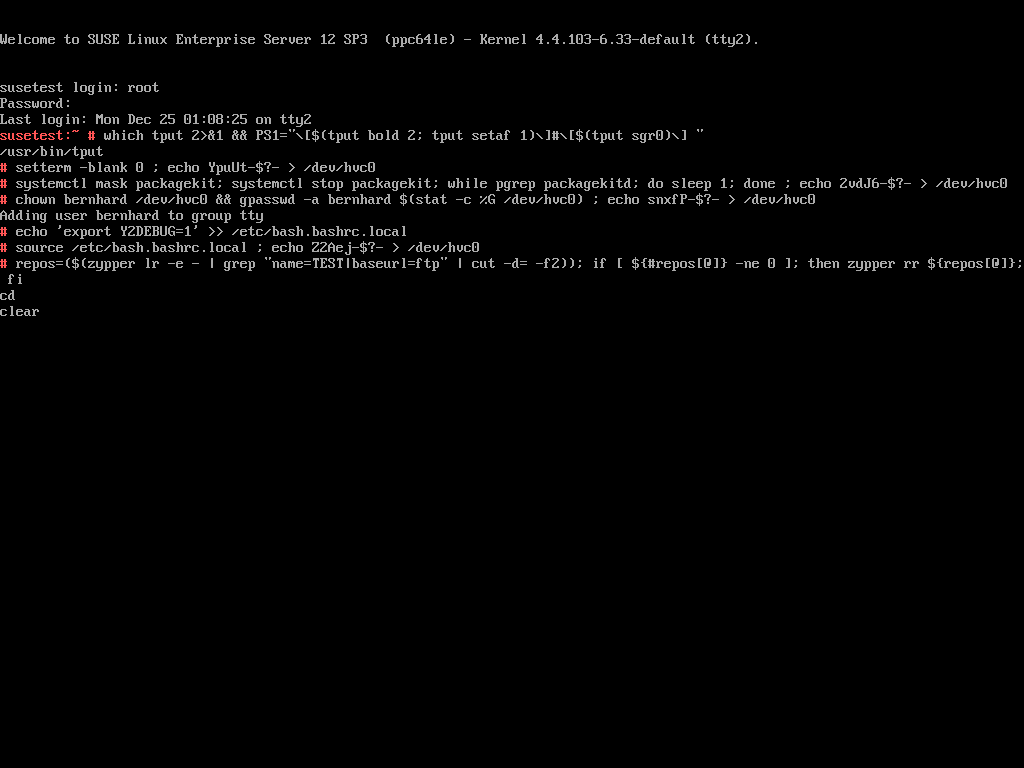 Welcome to SUSE Linux Enterprise Server 12 SP3  (ppc64le) - Kernel 4.4.103-6.33-default (tty2).
susetest login: root
Password:
Last login: Mon Dec 25 01:08:25 on tty2
susetest:~ # which tput 2>&1 && PS1="\[$(tput bold 2; tput setaf 1)\]#\[$(tput sgr0)\] "
/usr/bin/tput
# setterm -blank 0 ; echo YpuUt-$?- > /dev/hvc0
# systemctl mask packagekit; systemctl stop packagekit; while pgrep packagekitd; do sleep 1; done ; echo 2vdJ6-$?- > /dev/hvc0
# chown bernhard /dev/hvc0 && gpasswd -a bernhard $(stat -c %G /dev/hvc0) ; echo snxfP-$?- > /dev/hvc0
Adding user bernhard to group tty
# echo 'export Y2DEBUG=1' >> /etc/bash.bashrc.local
# source /etc/bash.bashrc.local ; echo Z2Aej-$?- > /dev/hvc0
# repos=($(zypper lr -e - | grep "name=TEST|baseurl=ftp" | cut -d= -f2)); if [ ${#repos[@]} -ne 0 ]; then zypper rr ${repos[@]};
 fi
cd
clear